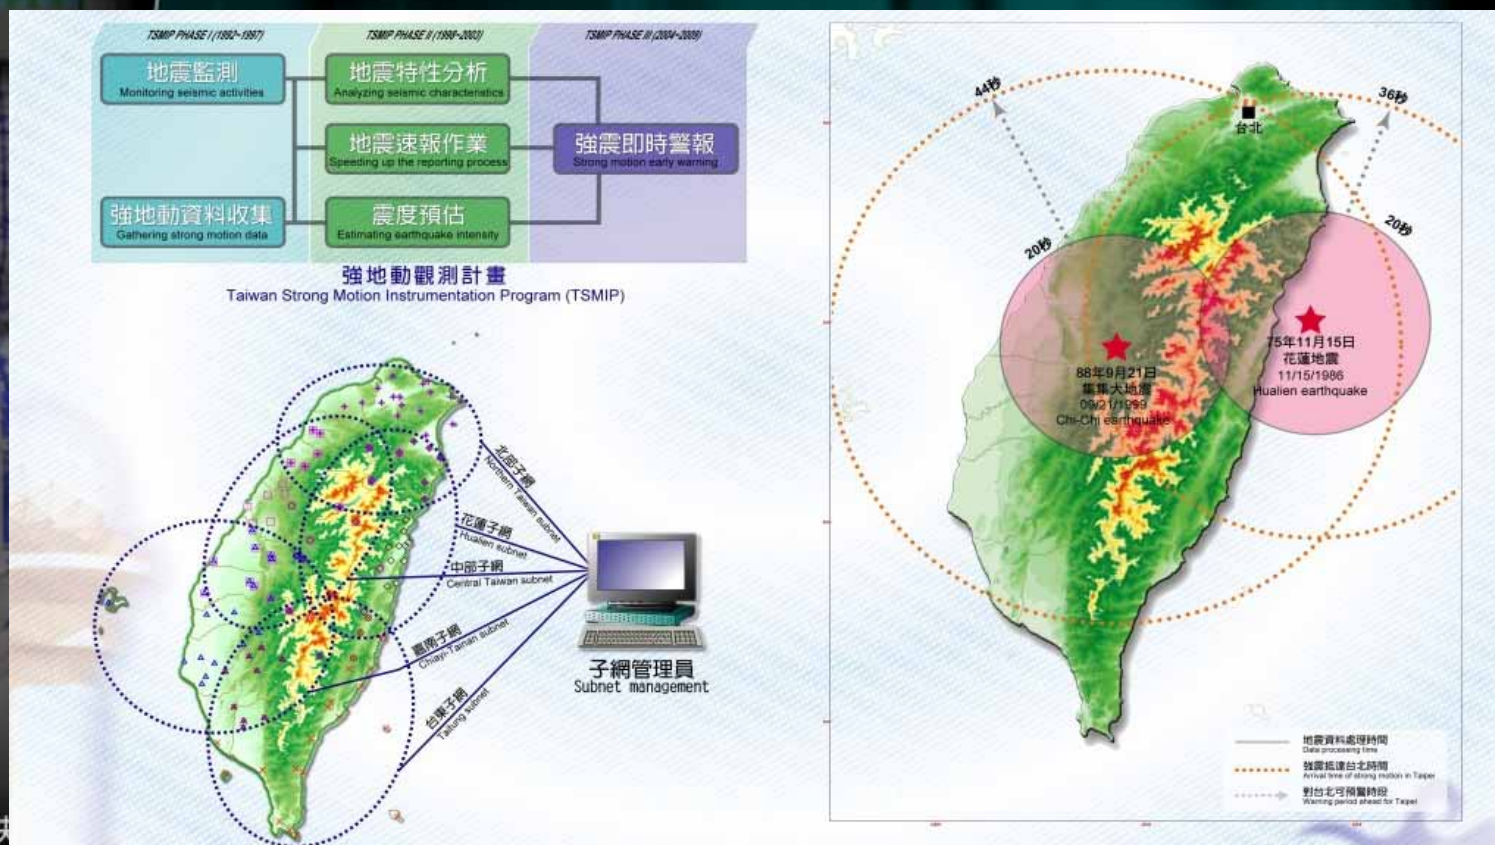 TSMIP PHASE I (1992~1997)
TSMIP PHASE II (1998~2003)
TSMIP PHASE III (2004~2009)
地震監測
Monitoring seismic activities
地震特性分析
Analyzing seismic characteristics
地震速報作業
Speeding up the reporting process
強震即時警報
Strong motion early warning
強地動資料收集
Gathering strong motion data
震度預估
Estimating earthquake intensity
強地動觀測計畫
Taiwan Strong Motion Instrumentation Program (TSMIP)
北部子網
Northern Taiwan subnet
花蓮子網
Hualien subnet
中部子網
Central Taiwan subnet
嘉南子網
Chiayi-Tainan subnet
台東子網
Taitung subnet
子網管理員
Subnet management
44秒
36秒
台北
20秒
20秒
88年9月21日
集集大地震
09/21/1999
Chi-Chi earthquake
75年11月15日
花蓮地震
11/15/1986
Hualien earthquake
地震資料處理時間
Data processing time
強震抵達台北時間
Arrival time of strong motion in Taipei
對台北可預警時段
Warning period ahead for Taipei